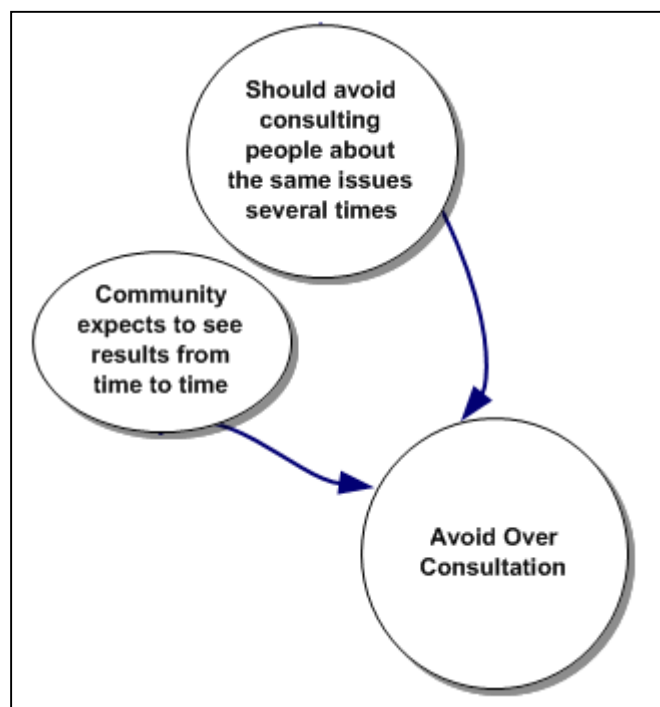 Should avoid
consulting
people about
the same issues
several times
Community
expects to see
results from
time to time
Avoid Over
Consultation